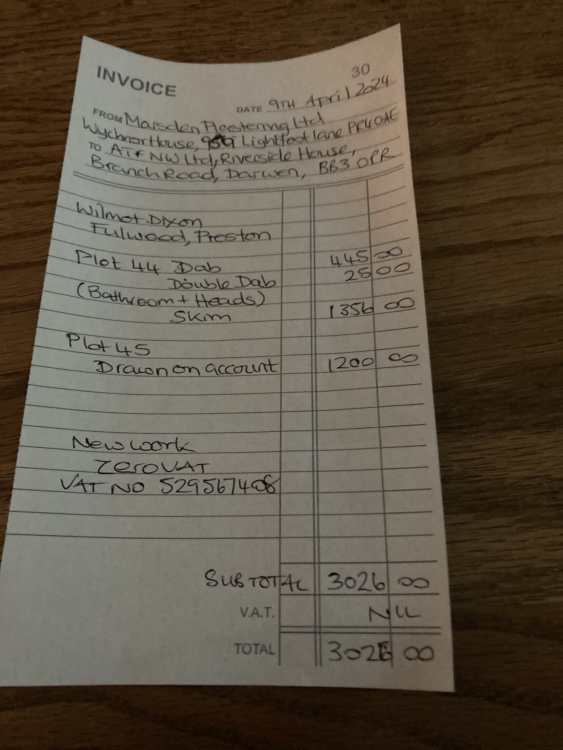 INVOICE
30
DATE 9TH April 2024
FROM Marsden Plastering Ltd
Wychnor House, Lightfoot lane PR4 0AE
TO A I & NW Ltd, Riverside House,
Branch Road, Darwen, BB3 0PR
Wilmot Dixon
Fulwood, Preston
Plot 44 Dab 445 00
Double Dab 25 00
(Bathroom + Heads)
Skim 1356 00
Plot 45
Drawn on account 1200 00
New work
Zero VAT
VAT NO 529567408
SUB TOTAL 3026 00
V.A.T. NIL
TOTAL 3026 00